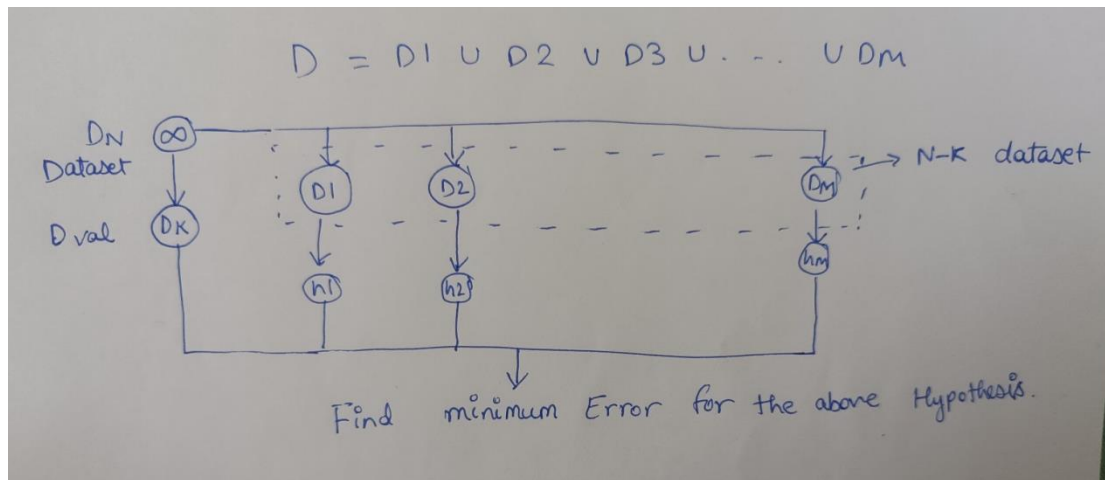 D = D1 ∪ D2 ∪ D3 ∪ . - . ∪ DM
DN ∞
Dataset
D1 D2 DM → N-K dataset
D val DK
h1 h2 hm
Find minimum Error for the above Hypothesis.